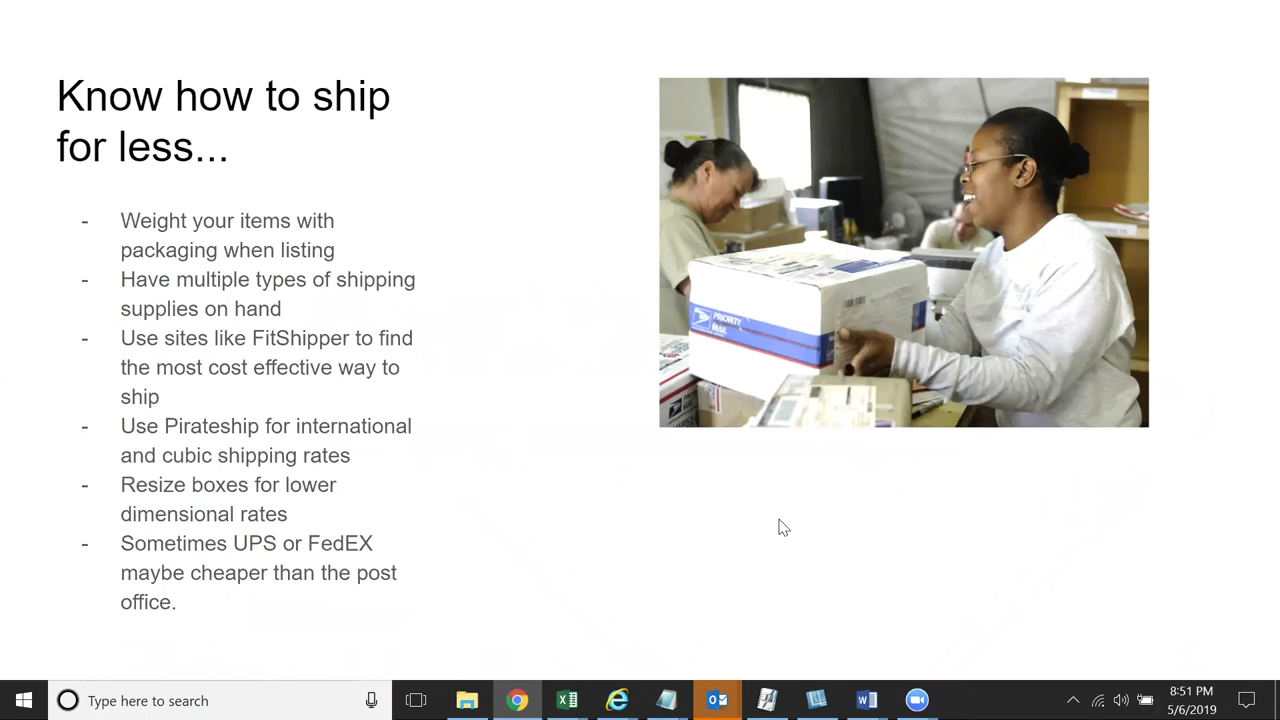 Know how to ship
for less...
- Weight your items with
packaging when listing
- Have multiple types of shipping
supplies on hand
- Use sites like FitShipper to find
the most cost effective way to
ship
- Use Pirateship for international
and cubic shipping rates
- Resize boxes for lower
dimensional rates
- Sometimes UPS or FedEX
maybe cheaper than the post
office.
PRIORITY
MAIL
Type here to search
8:51 PM
5/6/2019